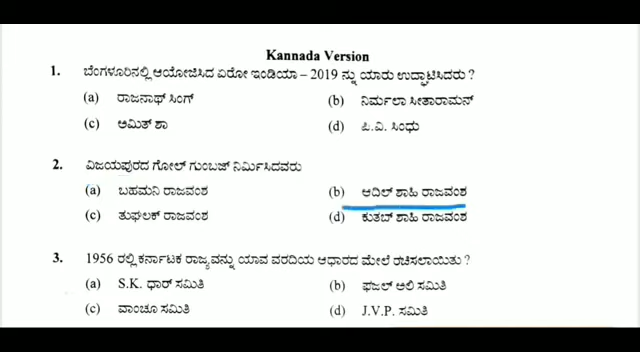 Kannada Version
1. ಬೆಂಗಳೂರಿನಲ್ಲಿ ಆಯೋಜಿಸಿದ ಏರೋ ಇಂಡಿಯಾ – 2019 ನ್ನು ಯಾರು ಉದ್ಘಾಟಿಸಿದರು ?
(a) ರಾಜನಾಥ್ ಸಿಂಗ್ (b) ನಿರ್ಮಲಾ ಸೀತಾರಾಮನ್
(c) ಅಮಿತ್ ಶಾ (d) ಪಿ.ವಿ. ಸಿಂಧು
2. ವಿಜಯಪುರದ ಗೋಲ್ ಗುಂಬಜ್ ನಿರ್ಮಿಸಿದವರು
(a) ಬಹಮನಿ ರಾಜವಂಶ (b) ಆದಿಲ್ ಶಾಹಿ ರಾಜವಂಶ
(c) ತುಘಲಕ್ ರಾಜವಂಶ (d) ಕುತಬ್ ಶಾಹಿ ರಾಜವಂಶ
3. 1956 ರಲ್ಲಿ ಕರ್ನಾಟಕ ರಾಜ್ಯವನ್ನು ಯಾವ ವರದಿಯ ಆಧಾರದ ಮೇಲೆ ರಚಿಸಲಾಯಿತು ?
(a) S.K. ಧಾರ್ ಸಮಿತಿ (b) ಫಜಲ್ ಅಲಿ ಸಮಿತಿ
(c) ವಾಂಚೂ ಸಮಿತಿ (d) J.V.P. ಸಮಿತಿ